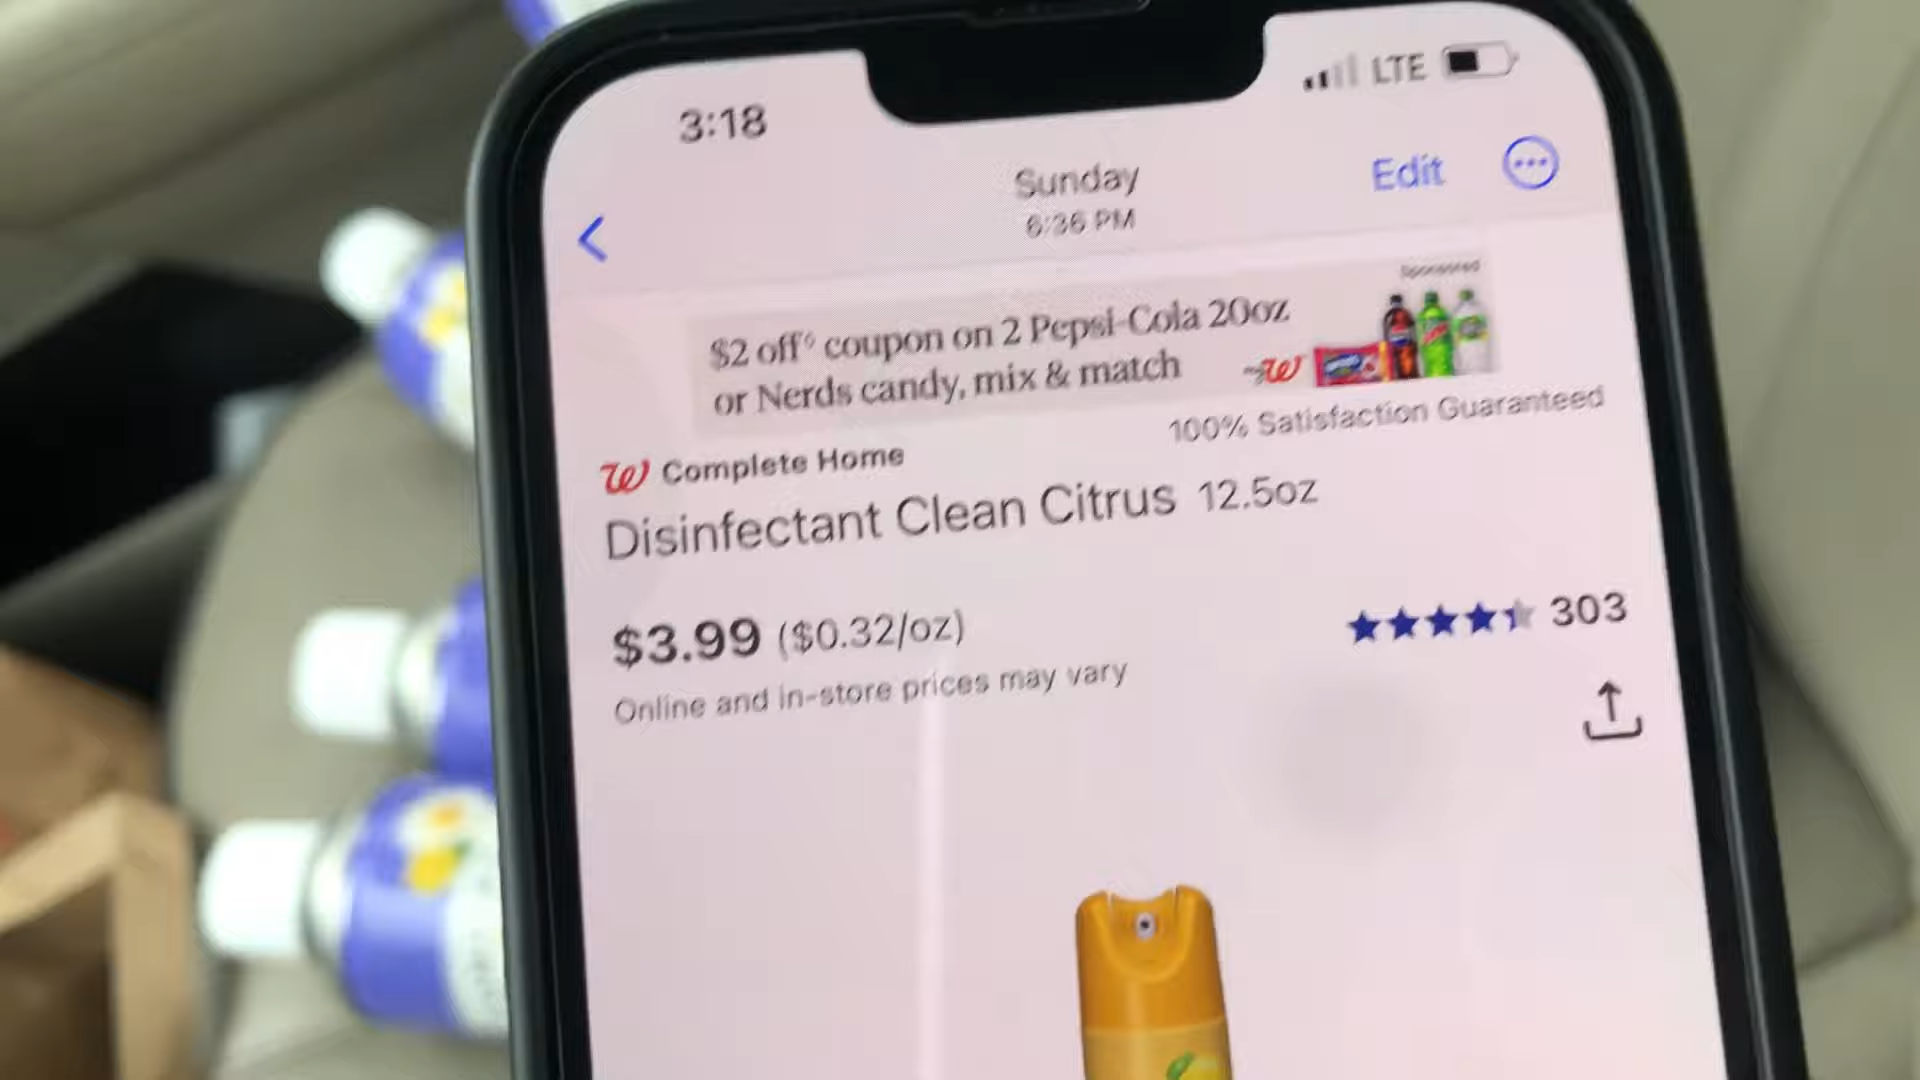 3:18
LTE
Sunday
6:36 PM
Edit
Sponsored
$2 off◊ coupon on 2 Pepsi-Cola 20oz
or Nerds candy, mix & match
W
100% Satisfaction Guaranteed
W Complete Home
Disinfectant Clean Citrus 12.5oz
$3.99 ($0.32/oz)
303
Online and in-store prices may vary